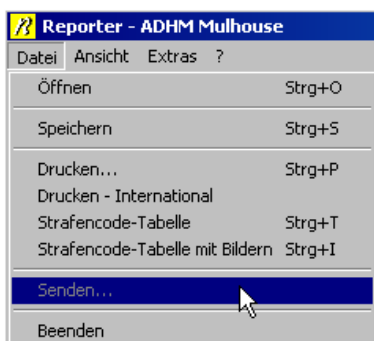 Reporter - ADHM Mulhouse
Datei Ansicht Extras ?
Öffnen Strg+O
Speichern Strg+S
Drucken... Strg+P
Drucken - International
Strafencode-Tabelle Strg+T
Strafencode-Tabelle mit Bildern Strg+I
Senden...
Beenden